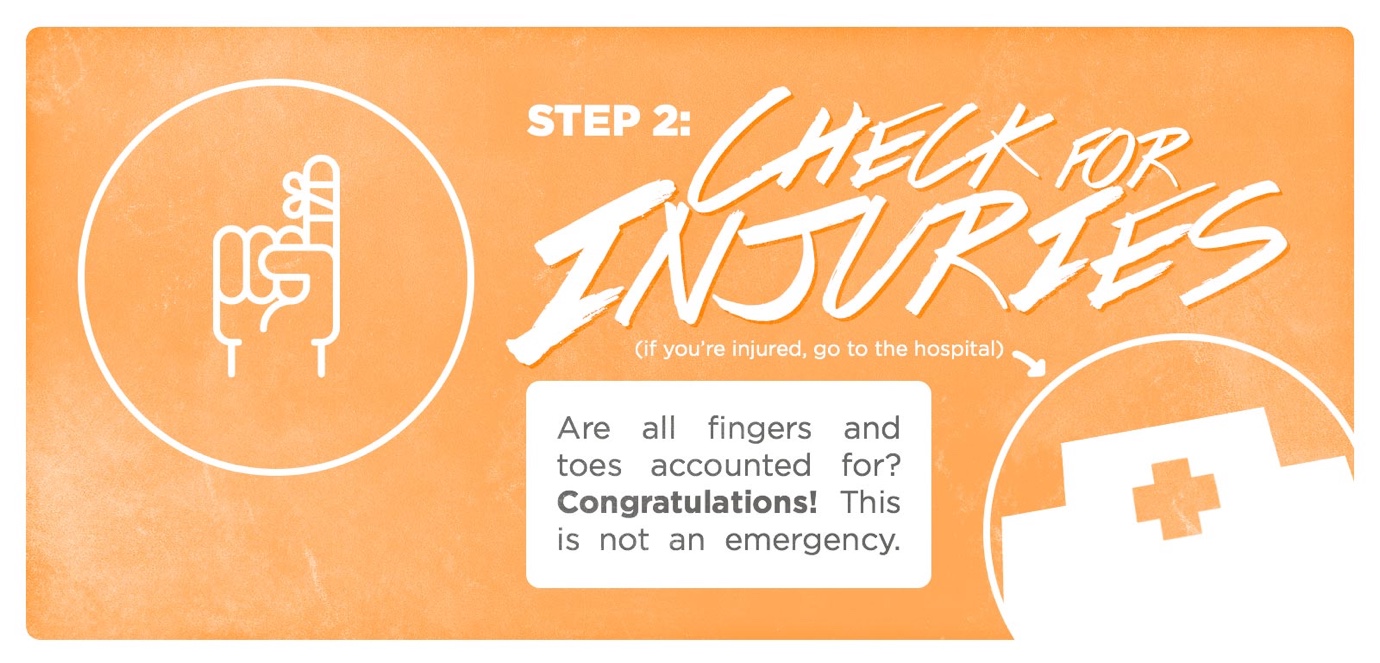 STEP 2: CHECK FOR
INJURIES
(if you're injured, go to the hospital)
Are all fingers and
toes accounted for?
Congratulations! This
is not an emergency.